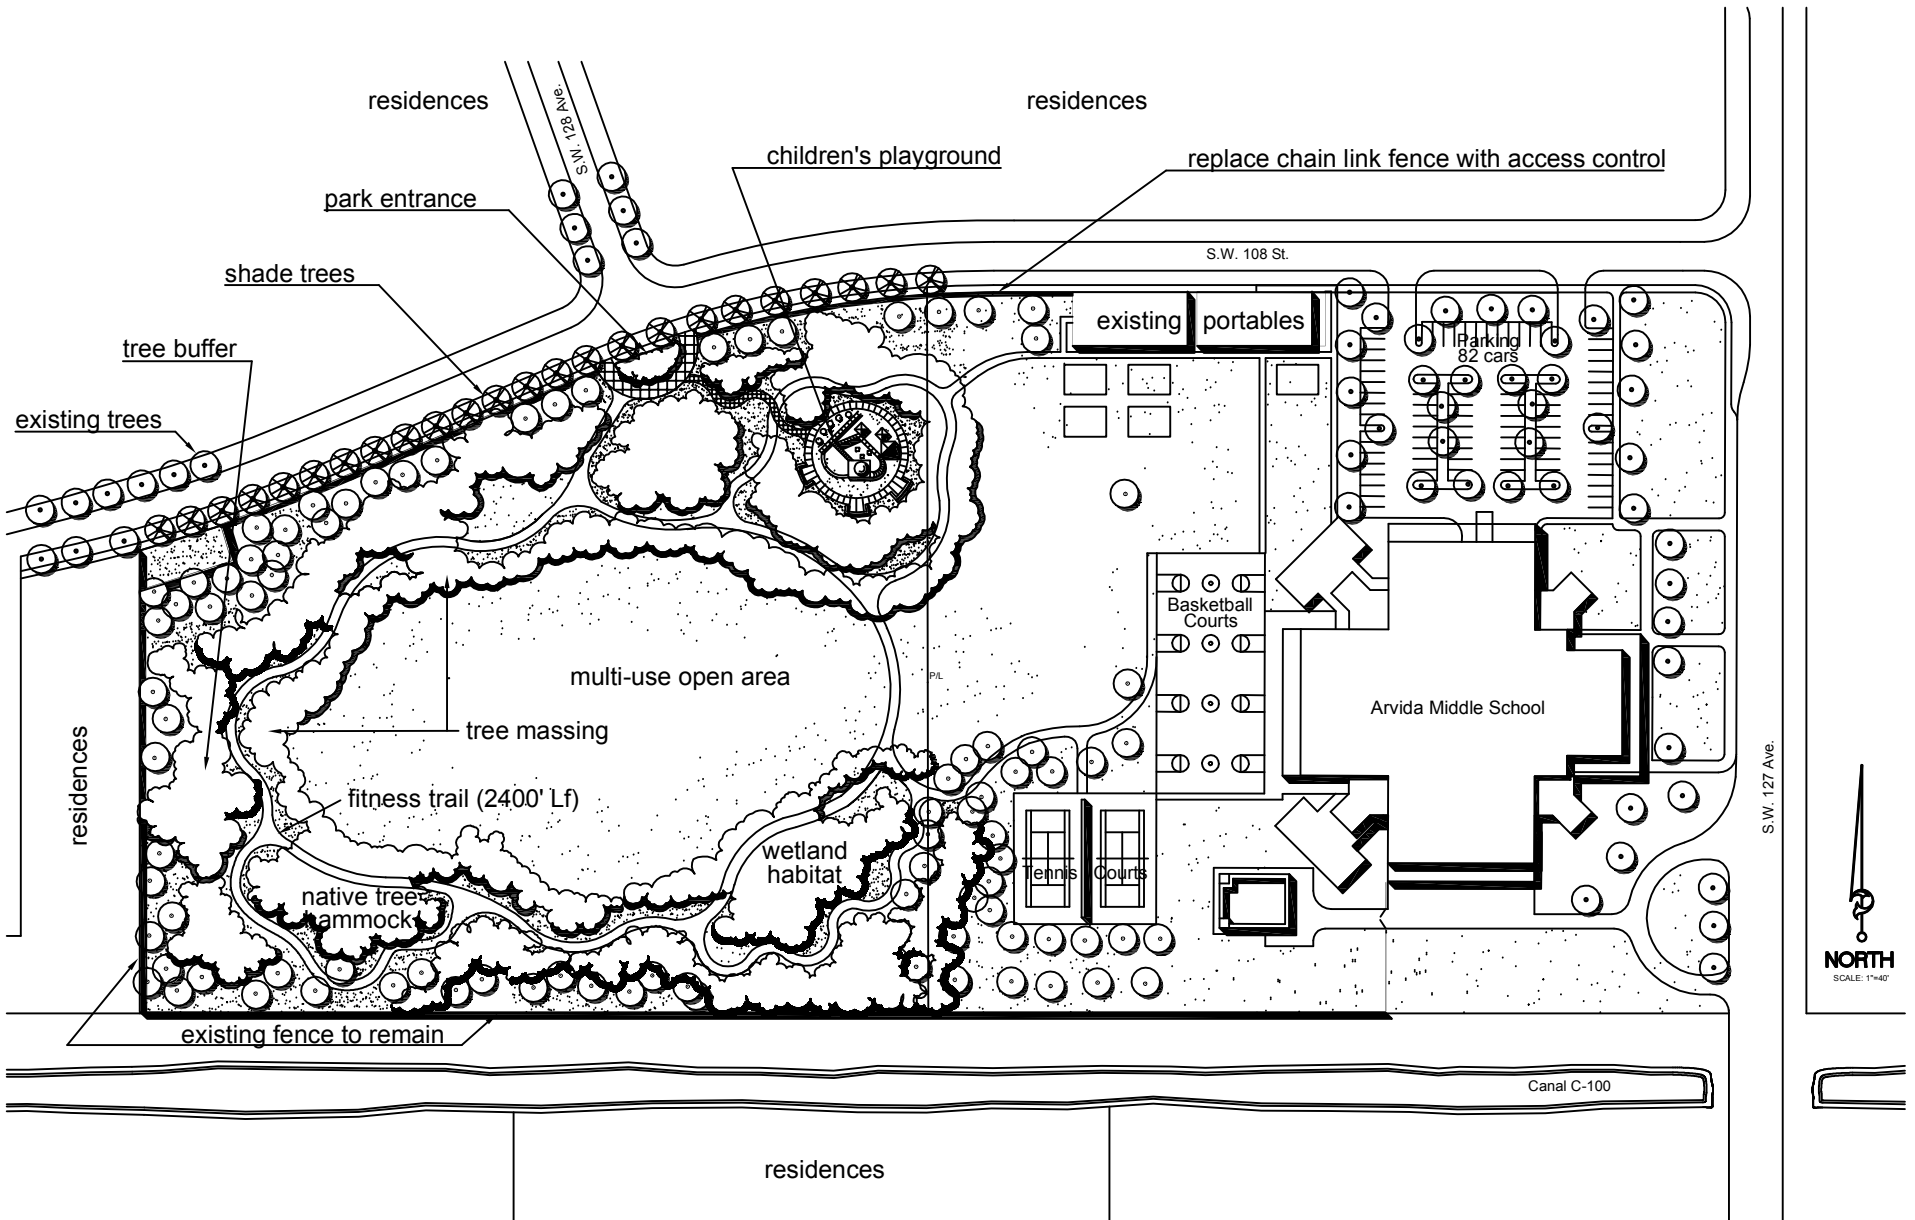 residences
S.W. 128 Ave.
residences
children's playground
replace chain link fence with access control
park entrance
S.W. 108 St.
shade trees
existing portables
tree buffer
Parking
82 cars
existing trees
Basketball
Courts
multi-use open area
P/L
Arvida Middle School
tree massing
residences
fitness trail (2400' Lf)
S.W. 127 Ave.
wetland
habitat
Tennis Courts
native tree
hammock
NORTH
SCALE: 1"=40'
existing fence to remain
Canal C-100
residences